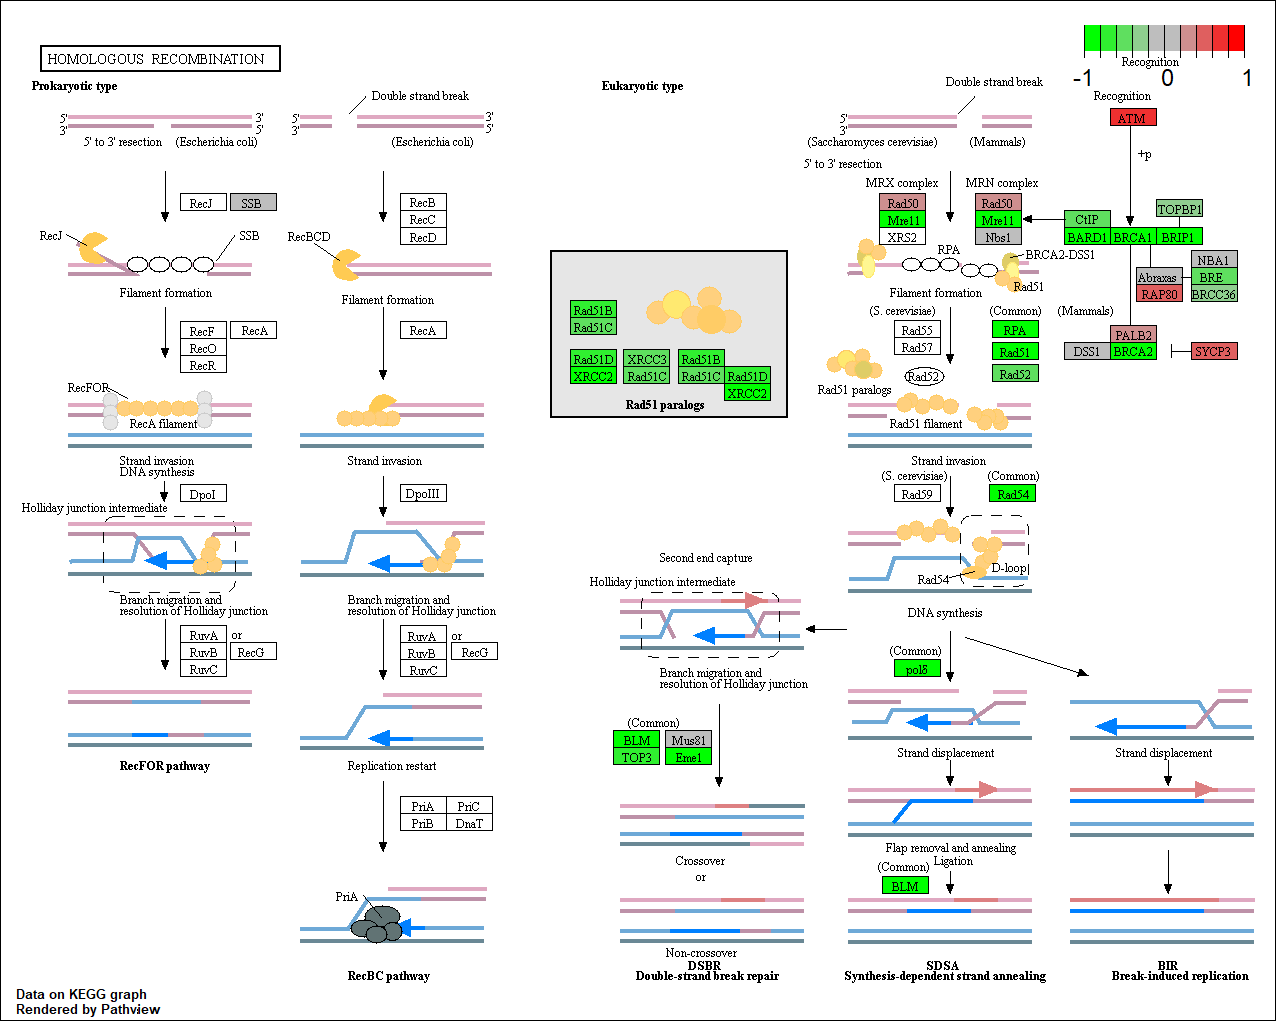 HOMOLOGOUS RECOMBINATION
Prokaryotic type
Eukaryotic type
Recognition
-1 0 1
Double strand break
5' 3'
3' 5'
5' to 3' resection
(Escherichia coli)
5' 3'
3' 5'
(Escherichia coli)
RecJ SSB
RecJ
SSB
Filament formation
RecF RecA
RecO
RecR
RecFOR
RecA filament
Strand invasion
DNA synthesis
DpoI
Holliday junction intermediate
Branch migration and
resolution of Holliday junction
RuvA or
RuvB RecG
RuvC
RecFOR pathway
RecB
RecC
RecD
RecBCD
Filament formation
RecA
Strand invasion
DpoIII
Branch migration and
resolution of Holliday junction
RuvA or
RuvB RecG
RuvC
Replication restart
PriA PriC
PriB DnaT
PriA
RecBC pathway
Rad51B
Rad51C
Rad51D XRCC3 Rad51B
XRCC2 Rad51C Rad51C Rad51D
XRCC2
Rad51 paralogs
Double strand break
5'
3'
(Saccharomyces cerevisiae)
(Mammals)
5' to 3' resection
MRX complex MRN complex
Rad50 Rad50
Mre11 Mre11
XRS2 Nbs1
RPA
BRCA2-DSS1
Rad51
Filament formation
(S. cerevisiae) (Common)
Rad55 RPA
Rad57 Rad51
Rad52 Rad52
Rad51 paralogs
Rad51 filament
Strand invasion
(S. cerevisiae) (Common)
Rad59 Rad54
Rad54
D-loop
DNA synthesis
Recognition
ATM
+p
TOPBP1
CtIP
BARD1 BRCA1 BRIP1
NBA1
Abraxas BRE
RAP80 BRCC36
(Mammals)
PALB2
DSS1 BRCA2 SYCP3
Second end capture
Holliday junction intermediate
Branch migration and
resolution of Holliday junction
(Common)
BLM Mus81
TOP3 Eme1
Crossover
or
Non-crossover
DSBR
Double-strand break repair
(Common)
polδ
Strand displacement
Flap removal and annealing
Ligation
(Common)
BLM
SDSA
Synthesis-dependent strand annealing
Strand displacement
BIR
Break-induced replication
Data on KEGG graph
Rendered by Pathview